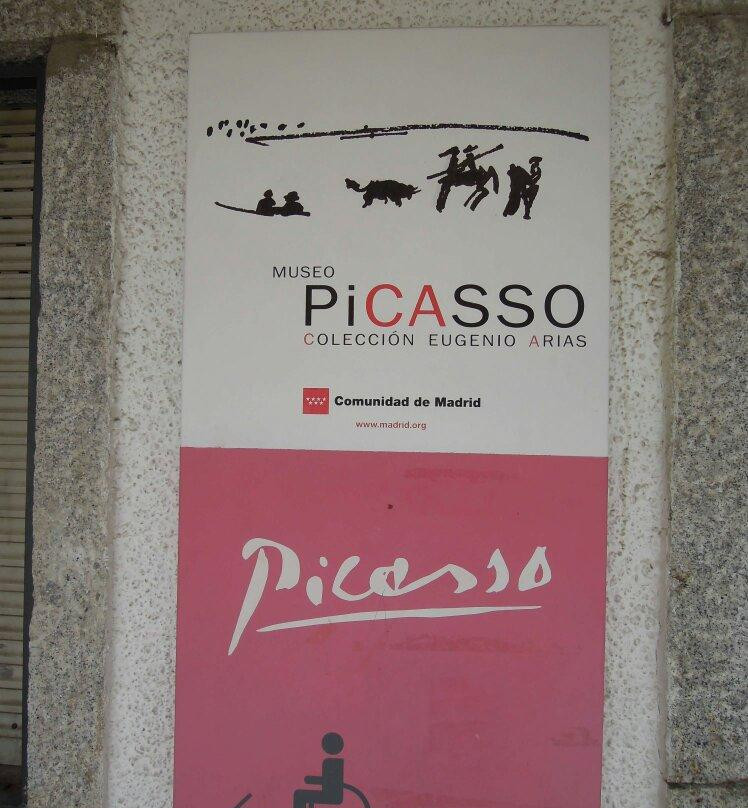 MUSEO
PiCASSO
COLECCIÓN EUGENIO ARIAS
Comunidad de Madrid
www.madrid.org
Picasso